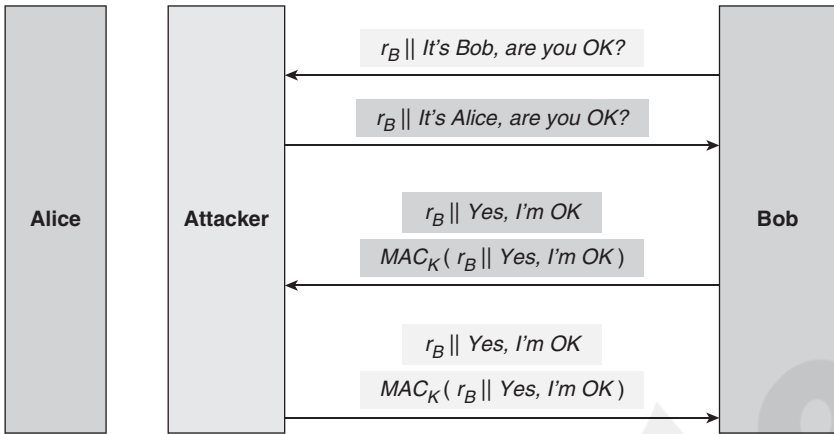 r_B || It's Bob, are you OK?
r_B || It's Alice, are you OK?
Alice
Attacker
Bob
r_B || Yes, I'm OK
MAC_K ( r_B || Yes, I'm OK )
r_B || Yes, I'm OK
MAC_K ( r_B || Yes, I'm OK )